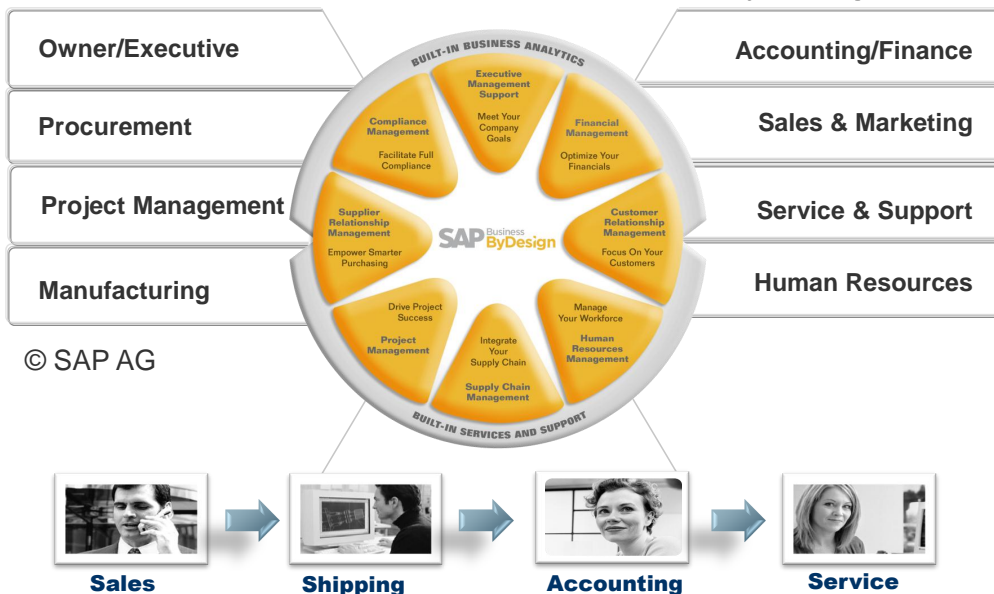 Owner/Executive
Procurement
Project Management
Manufacturing
© SAP AG
BUILT-IN BUSINESS ANALYTICS
Executive
Management
Support
Meet Your
Company
Goals
Financial
Management
Optimize Your
Financials
Customer
Relationship
Management
Focus On Your
Customers
Manage
Your Workforce
Human
Resources
Management
Integrate
Your
Supply Chain
Supply Chain
Management
Drive Project
Success
Project
Management
Supplier
Relationship
Management
Empower Smarter
Purchasing
Compliance
Management
Facilitate Full
Compliance
SAP Business
ByDesign
BUILT-IN SERVICES AND SUPPORT
Accounting/Finance
Sales & Marketing
Service & Support
Human Resources
Sales
Shipping
Accounting
Service